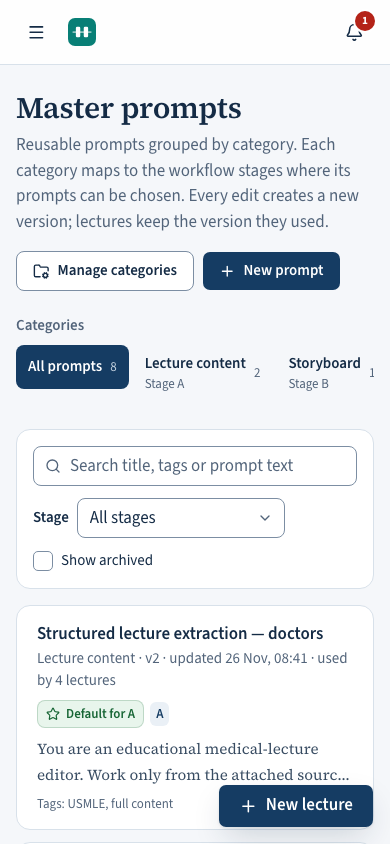 1
Master prompts
Reusable prompts grouped by category. Each
category maps to the workflow stages where its
prompts can be chosen. Every edit creates a new
version; lectures keep the version they used.
Manage categories
New prompt
Categories
All prompts 8
Lecture content 2
Stage A
Storyboard 1
Stage B
Search title, tags or prompt text
Stage
All stages
Show archived
Structured lecture extraction — doctors
Lecture content · v2 · updated 26 Nov, 08:41 · used
by 4 lectures
Default for A
A
You are an educational medical-lecture
editor. Work only from the attached sourc…
Tags: USMLE, full content
New lecture